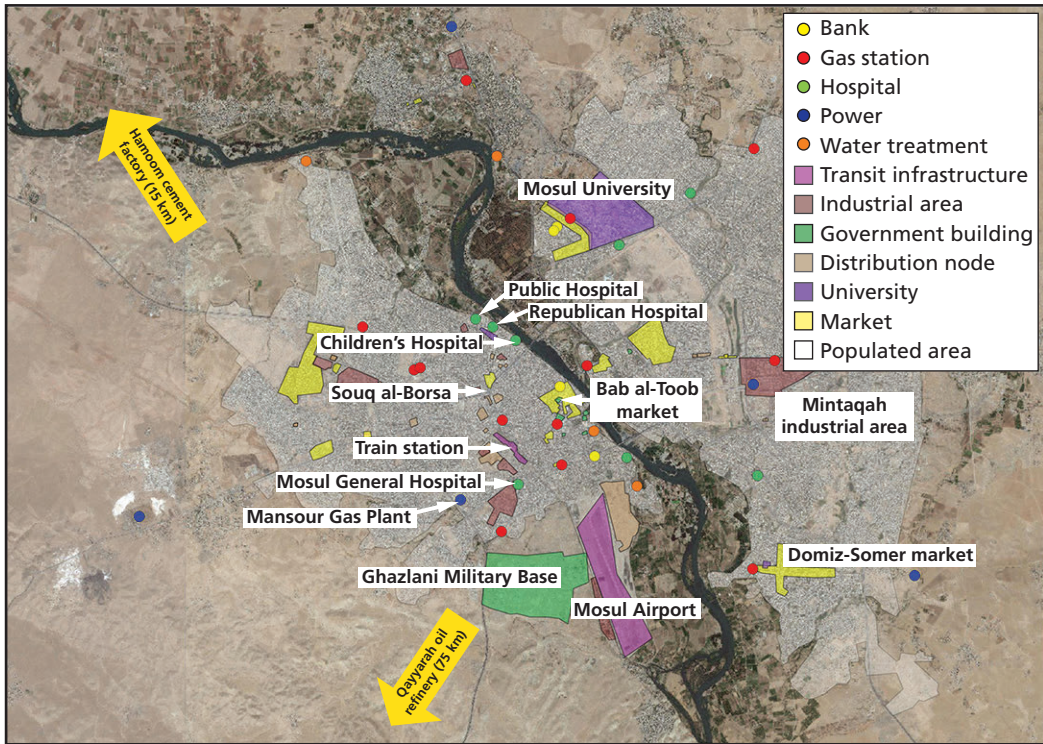 Bank
Gas station
Hospital
Power
Water treatment
Transit infrastructure
Industrial area
Government building
Distribution node
University
Market
Populated area
Hamoom cement
factory (15 km)
Mosul University
Public Hospital
Republican Hospital
Children's Hospital
Souq al-Borsa
Bab al-Toob
market
Mintaqah
industrial area
Train station
Mosul General Hospital
Mansour Gas Plant
Domiz-Somer market
Ghazlani Military Base
Mosul Airport
Qayyarah oil
refinery (75 km)